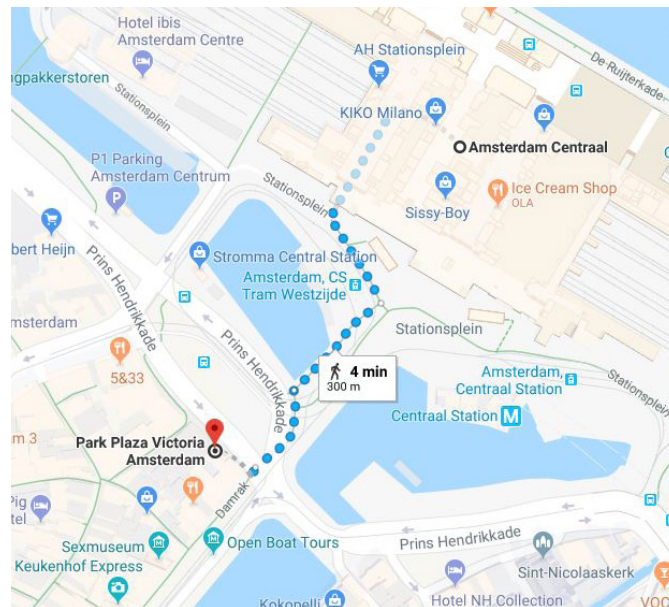 Hotel ibis
Amsterdam Centre
ngpakkerstoren
Stationsplein
AH Stationsplein
De Ruijterkade
KIKO Milano
Amsterdam Centraal
P1 Parking
Amsterdam Centrum
P
Stationsplein
Ice Cream Shop
OLA
Sissy-Boy
bert Heijn
Prins Hendrikkade
Stromma Central Station
Amsterdam, CS
Tram Westzijde
Stationsplein
msterdam
Prins Hendrikkade
5&33
4 min
300 m
Amsterdam,
Centraal Station
Stationsplein
Centraal Station M
m 3
Park Plaza Victoria
Amsterdam
Pig
tel
Damrak
Sexmuseum
Open Boat Tours
Prins Hendrikkade
Keukenhof Express
Sint-Nicolaaskerk
Kokopelli
Hotel NH Collection
VOC